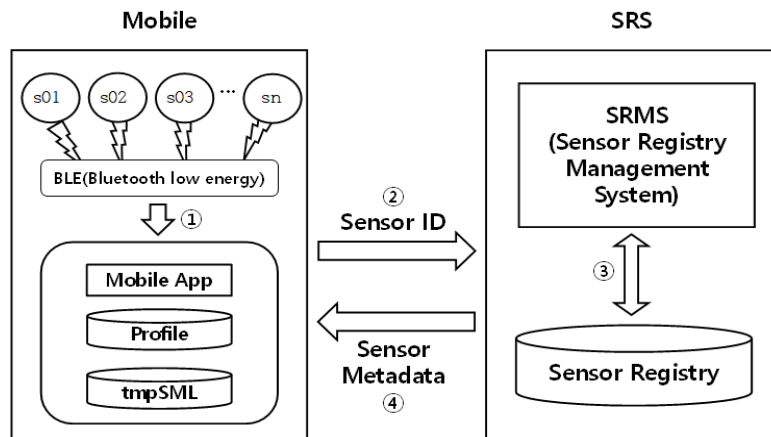 Mobile
s01 s02 s03 ... sn
BLE(Bluetooth low energy)
①
Mobile App
Profile
tmpSML
②
Sensor ID
Sensor
Metadata
④
SRS
SRMS
(Sensor Registry
Management
System)
③
Sensor Registry